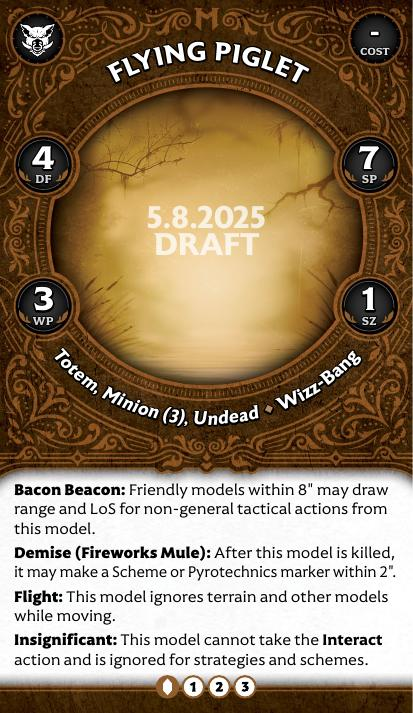 FLYING PIGLET
-
COST
4
DF
7
SP
5.8.2025
DRAFT
3
WP
1
SZ
Totem, Minion (3), Undead ♦ Wizz-Bang
Bacon Beacon: Friendly models within 8" may draw
range and LoS for non-general tactical actions from
this model.
Demise (Fireworks Mule): After this model is killed,
it may make a Scheme or Pyrotechnics marker within 2".
Flight: This model ignores terrain and other models
while moving.
Insignificant: This model cannot take the Interact
action and is ignored for strategies and schemes.
1 2 3